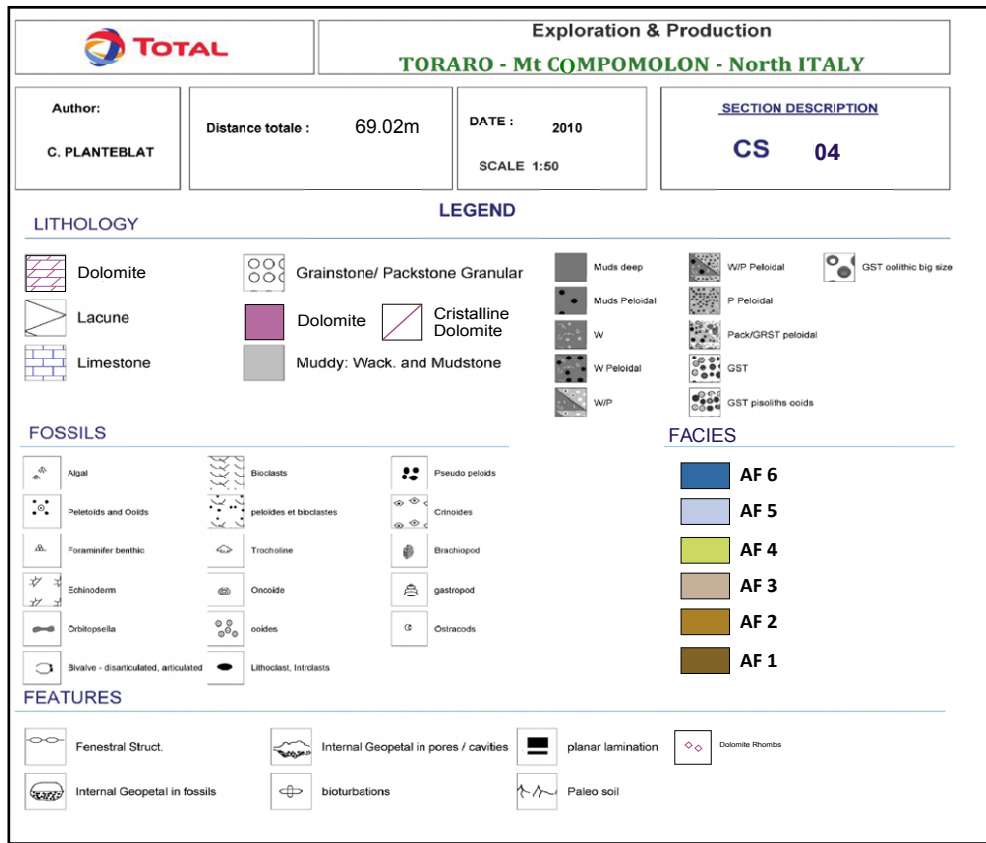 TOTAL
Exploration & Production
TORARO - Mt COMPOMOLON - North ITALY
Author:
C. PLANTEBLAT
Distance totale : 69.02m
DATE : 2010
SCALE 1:50
SECTION DESCRIPTION
CS 04
LEGEND
LITHOLOGY
Dolomite
Lacune
Limestone
Grainstone/ Packstone Granular
Dolomite
Cristalline
Dolomite
Muddy: Wack. and Mudstone
Muds deep
Muds Peloidal
W
W Peloidal
W/P
W/P Peloidal
P Peloidal
Pack/GRST peloidal
GST
GST pisoliths ooids
GST oolithic big size
FOSSILS
Algal
Peletoïds and Ooïds
Foraminifer benthic
Echinoderm
Orbitopsella
Bivalve - disarticulated, articulated
Bioclasts
peloïdes et bioclastes
Trocholine
Oncoide
ooides
Lithoclast, Intrclasts
Pseudo peloids
Crinoides
Brachiopod
gastropod
Ostracods
FACIES
AF 6
AF 5
AF 4
AF 3
AF 2
AF 1
FEATURES
Fenestral Struct.
Internal Geopetal in fossils
Internal Geopetal in pores / cavities
bioturbations
planar lamination
Paleo soil
Dolomite Rhombs